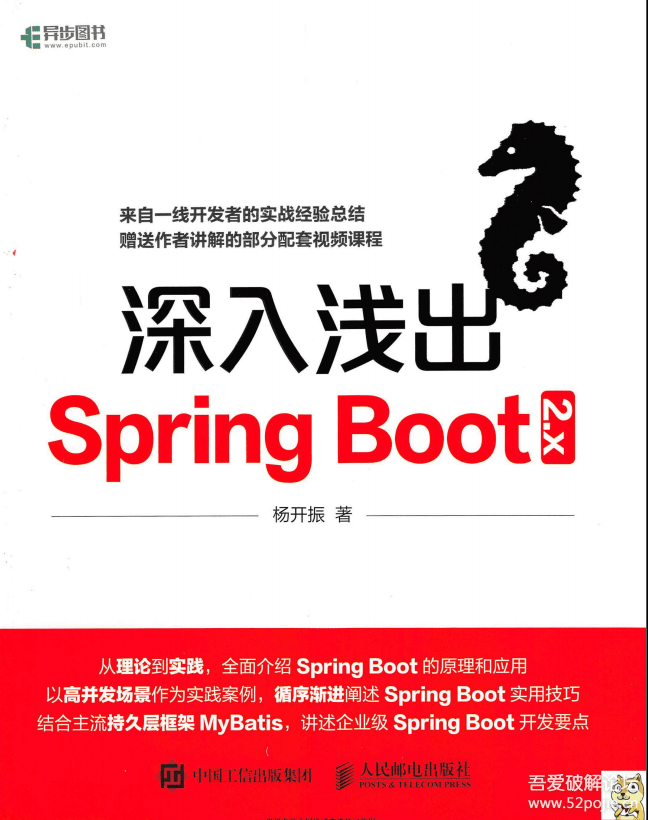 异步图书
www.epubit.com
来自一线开发者的实战经验总结
赠送作者讲解的部分配套视频课程
深入浅出
Spring Boot 2.x
杨开振 著
从理论到实践，全面介绍 Spring Boot 的原理和应用
以高并发场景作为实践案例，循序渐进阐述 Spring Boot 实用技巧
结合主流持久层框架 MyBatis，讲述企业级 Spring Boot 开发要点
中国工信出版集团 人民邮电出版社
POSTS & TELECOM PRESS
吾爱破解论
www.52pojie.cn